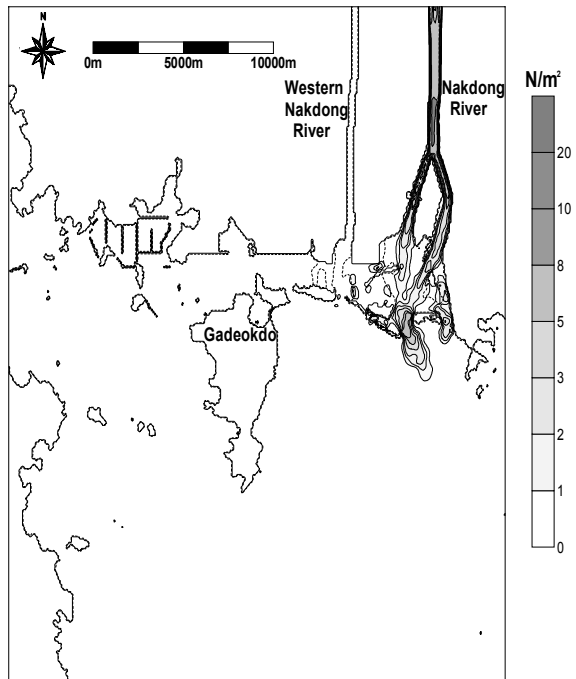 N
0m 5000m 10000m
Western
Nakdong
River
Nakdong
River
Gadeokdo
N/m²
20
10
8
5
3
2
1
0